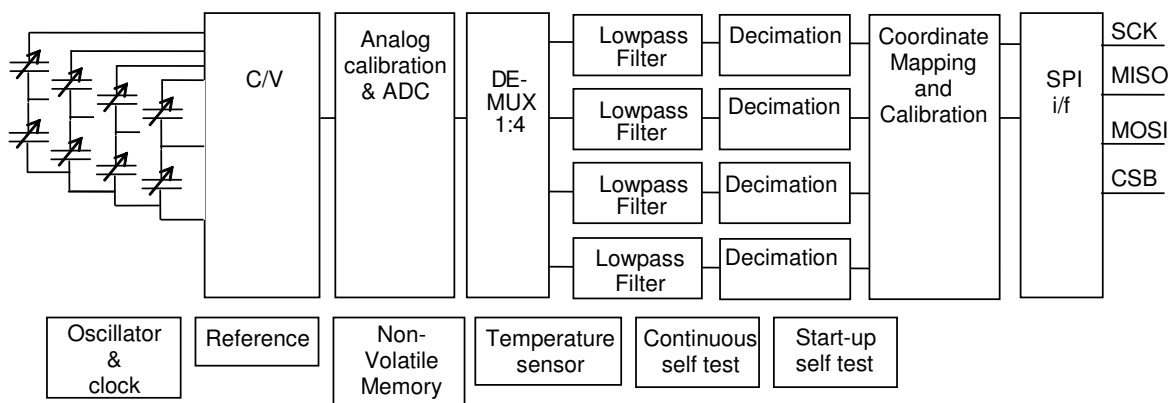 C/V
Analog
calibration
& ADC
DE-
MUX
1:4
Lowpass
Filter
Decimation
Lowpass
Filter
Decimation
Lowpass
Filter
Decimation
Lowpass
Filter
Decimation
Coordinate
Mapping
and
Calibration
SPI
i/f
SCK
MISO
MOSI
CSB
Oscillator
&
clock
Reference
Non-
Volatile
Memory
Temperature
sensor
Continuous
self test
Start-up
self test